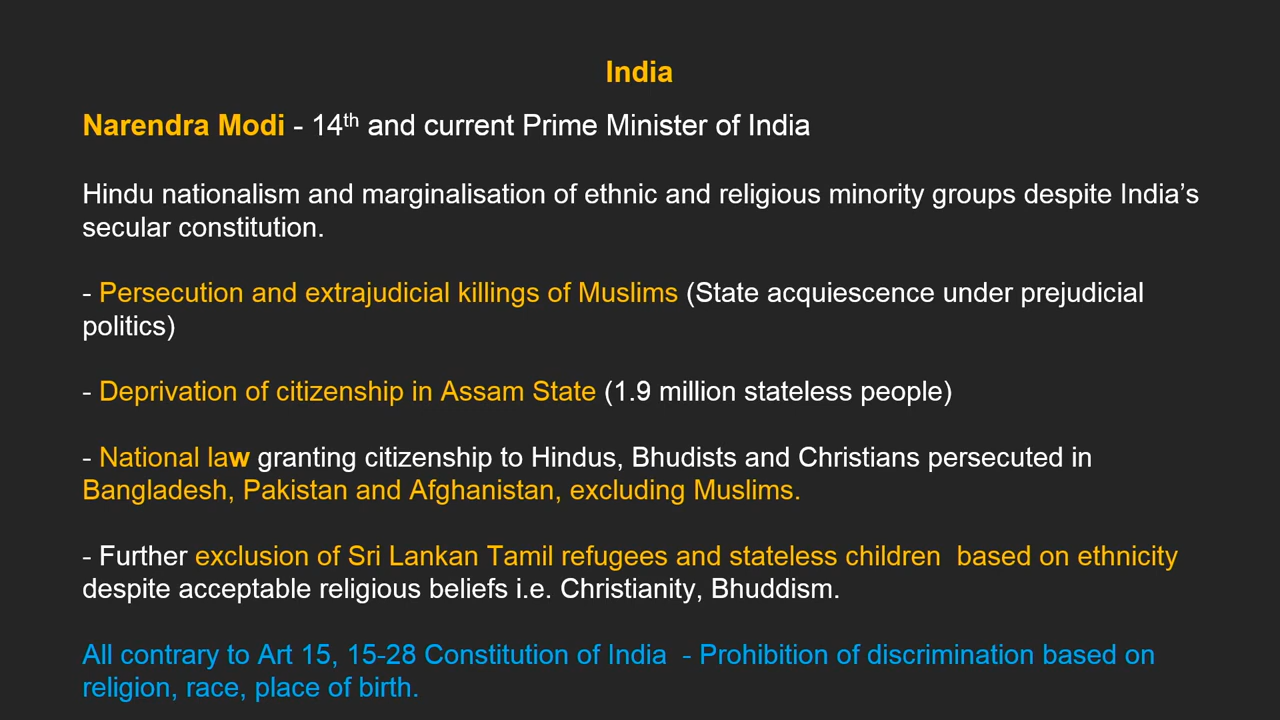 India
Narendra Modi - 14th and current Prime Minister of India
Hindu nationalism and marginalisation of ethnic and religious minority groups despite India’s
secular constitution.
- Persecution and extrajudicial killings of Muslims (State acquiescence under prejudicial
politics)
- Deprivation of citizenship in Assam State (1.9 million stateless people)
- National law granting citizenship to Hindus, Bhudists and Christians persecuted in
Bangladesh, Pakistan and Afghanistan, excluding Muslims.
- Further exclusion of Sri Lankan Tamil refugees and stateless children  based on ethnicity
despite acceptable religious beliefs i.e. Christianity, Bhuddism.
All contrary to Art 15, 15-28 Constitution of India  - Prohibition of discrimination based on
religion, race, place of birth.